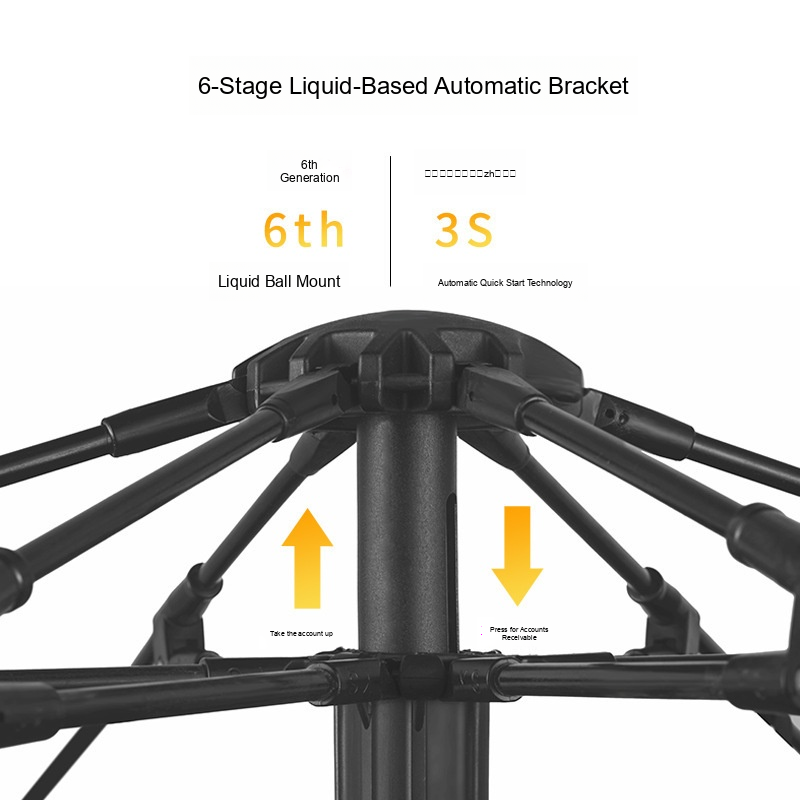 6-Stage Liquid-Based Automatic Bracket
6th
Generation
zh
6th
3S
Liquid Ball Mount
Automatic Quick Start Technology
Take the account up
Press for Accounts
Receivable